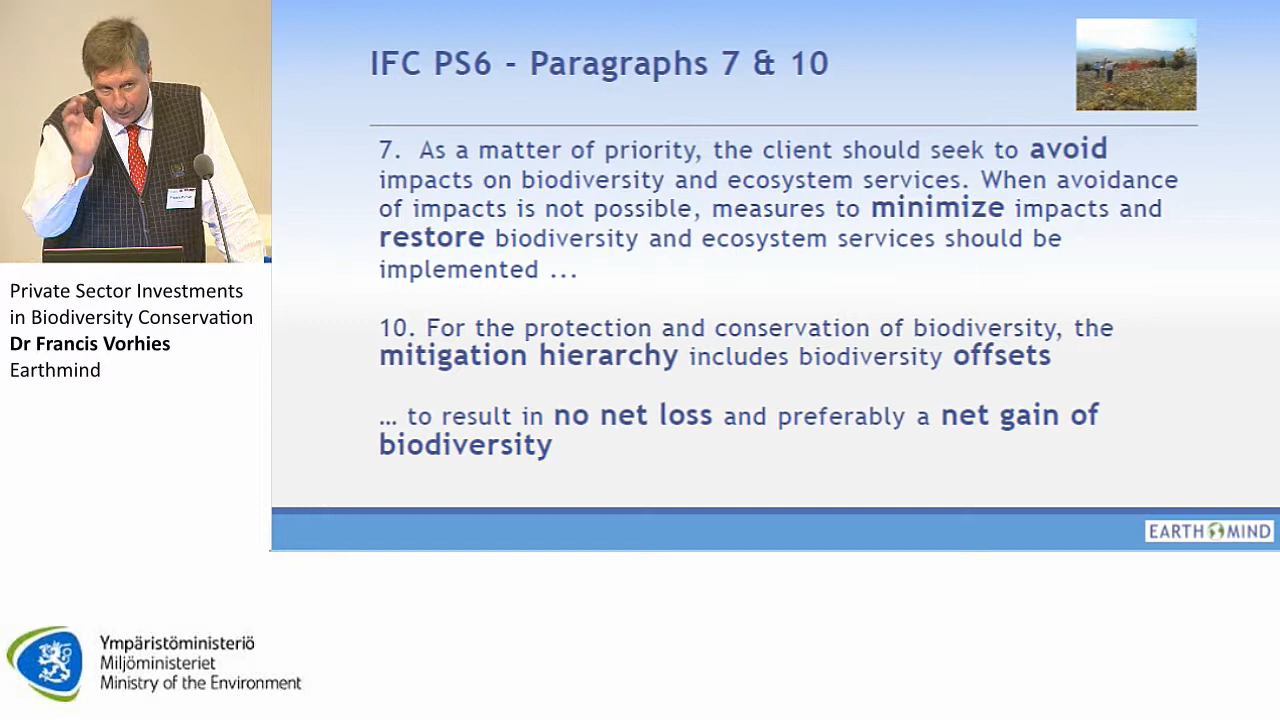 IFC PS6 - Paragraphs 7 & 10
7. As a matter of priority, the client should seek to avoid
impacts on biodiversity and ecosystem services. When avoidance
of impacts is not possible, measures to minimize impacts and
restore biodiversity and ecosystem services should be
implemented ...
10. For the protection and conservation of biodiversity, the
mitigation hierarchy includes biodiversity offsets
... to result in no net loss and preferably a net gain of
biodiversity
EARTH MIND
Private Sector Investments
in Biodiversity Conservation
Dr Francis Vorhies
Earthmind
Ympäristöministeriö
Miljöministeriet
Ministry of the Environment